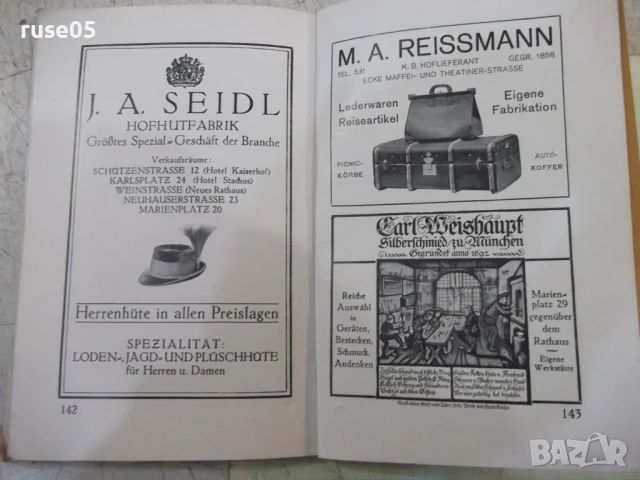 ruse05
J. A. SEIDL
HOFHUTFABRIK
Größtes Spezial-Geschäft der Branche
Verkaufsräume:
SCHÜTZENSTRASSE 12 (Hotel Kaiserhof)
KARLSPLATZ 24 (Hotel Stachus)
WEINSTRASSE (Neues Rathaus)
NEUHAUSERSTRASSE 23
MARIENPLATZ 20
Herrenhüte in allen Preislagen
SPEZIALITÄT:
LODEN-, JAGD- UND PLÜSCHHÜTE
für Herren u. Damen
142
M. A. REISSMANN
TEL. 531 K. B. HOFLIEFERANT GEGR. 1858
ECKE MAFFEI- UND THEATINER-STRASSE
Lederwaren
Reiseartikel
Eigene
Fabrikation
PICNIC-
KÖRBE
AUTO-
KOFFER
Carl Weishäupt
Silberschmied zu München
Gegründet anno 1692
Reiche
Auswahl
in
Geräten,
Bestecken,
Schmuck,
Andenken
Marien-
platz 29
gegenüber
dem
Rathaus
Eigene
Werkstätte
143
BAZAR